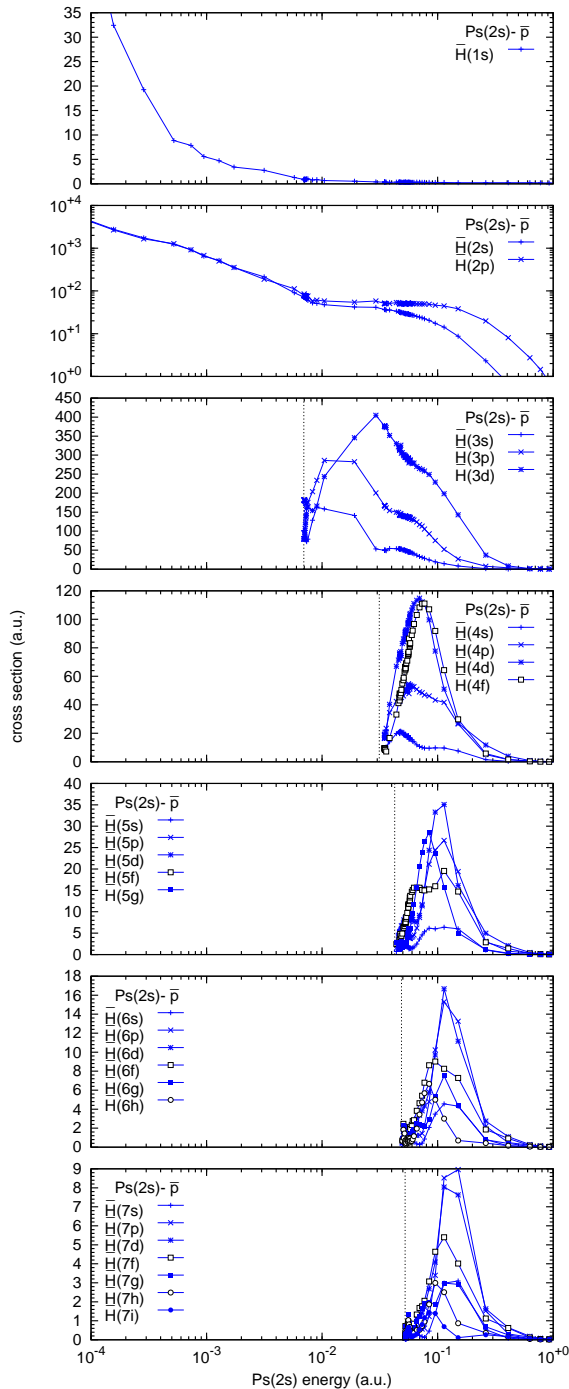 35
30
25
20
15
10
5
0
Ps(2s)- p̅
H̅(1s)
10⁺⁴
10⁺³
10⁺²
10⁺¹
10⁺⁰
Ps(2s)- p̅
H̅(2s)
H̅(2p)
450
400
350
300
250
200
150
100
50
0
Ps(2s)- p̅
H̅(3s)
H̅(3p)
H̅(3d)
cross section (a.u.)
120
100
80
60
40
20
0
Ps(2s)- p̅
H̅(4s)
H̅(4p)
H̅(4d)
H̅(4f)
40
35
30
25
20
15
10
5
0
Ps(2s)- p̅
H̅(5s)
H̅(5p)
H̅(5d)
H̅(5f)
H̅(5g)
18
16
14
12
10
8
6
4
2
0
Ps(2s)- p̅
H̅(6s)
H̅(6p)
H̅(6d)
H̅(6f)
H̅(6g)
H̅(6h)
9
8
7
6
5
4
3
2
1
0
Ps(2s)- p̅
H̅(7s)
H̅(7p)
H̅(7d)
H̅(7f)
H̅(7g)
H̅(7h)
H̅(7i)
10⁻⁴ 10⁻³ 10⁻² 10⁻¹ 10⁺⁰
Ps(2s) energy (a.u.)